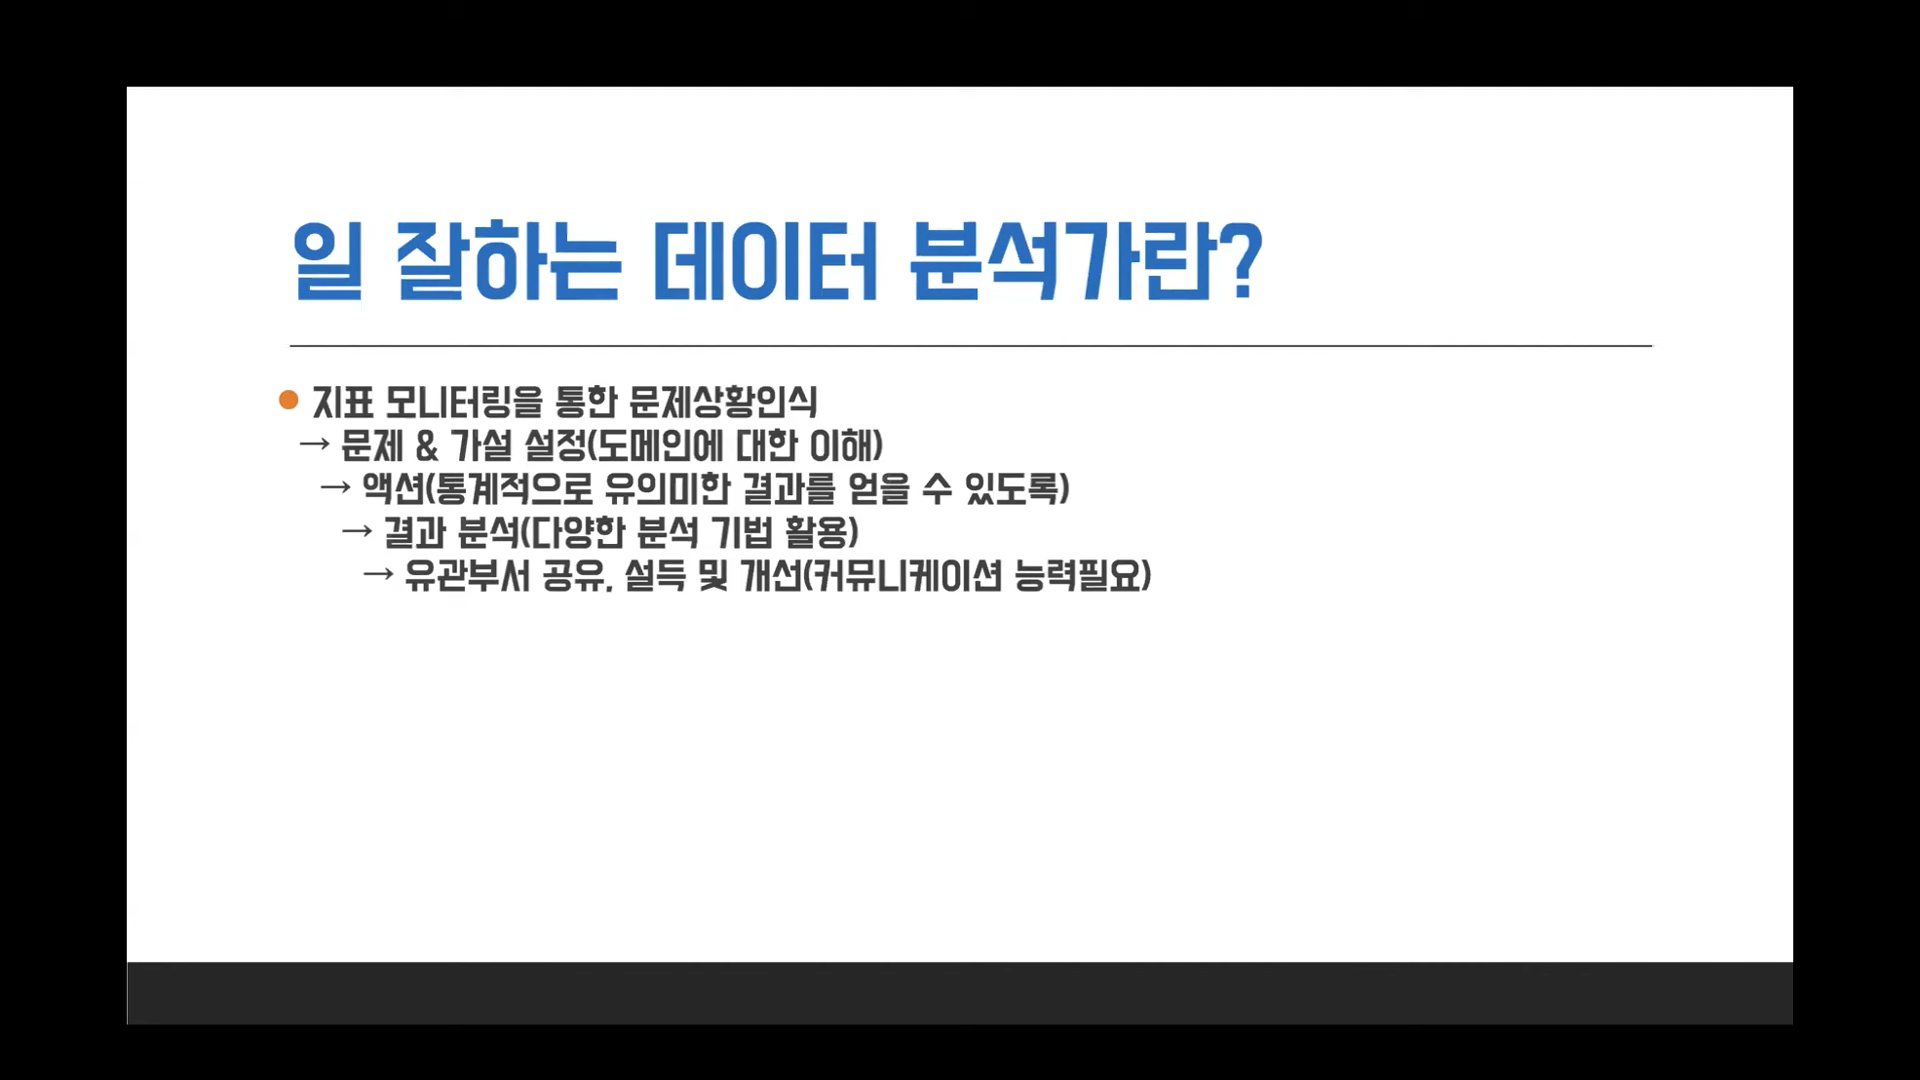 일 잘하는 데이터 분석가란?
● 지표 모니터링을 통한 문제상황인식
→ 문제 & 가설 설정(도메인에 대한 이해)
→ 액션(통계적으로 유의미한 결과를 얻을 수 있도록)
→ 결과 분석(다양한 분석 기법 활용)
→ 유관부서 공유, 설득 및 개선(커뮤니케이션 능력필요)